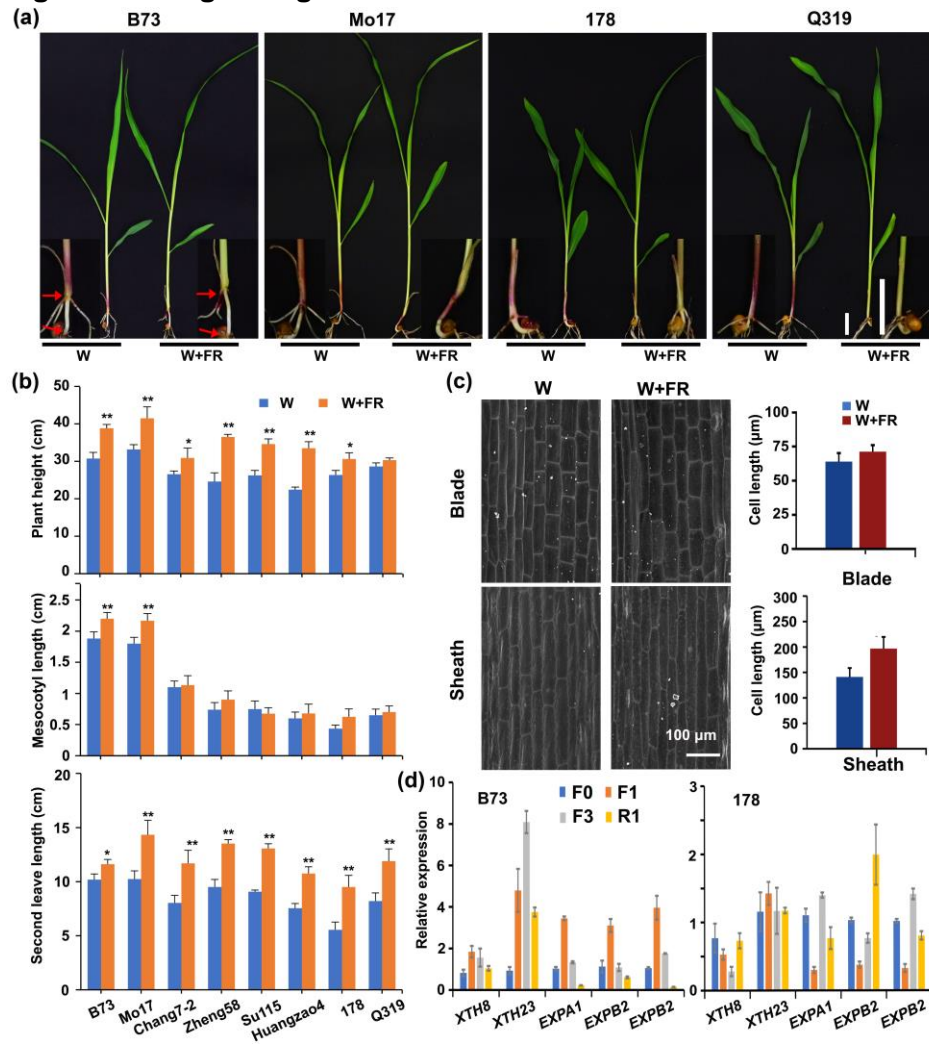 (a)
B73
Mo17
178
Q319
W
W+FR
W
W+FR
W
W+FR
W
W+FR
(b)
W
W+FR
50
40
30
20
10
0
Plant height (cm)
** ** * ** ** ** *
2.5
2
1.5
1
0.5
0
Mesocotyl length (cm)
** **
20
15
10
5
0
Second leave length (cm)
* ** ** ** ** ** ** **
B73
Mo17
Chang7-2
Zheng58
Su115
Huangzao4
178
Q319
(c)
W
W+FR
Blade
Sheath
100 µm
W
W+FR
100
75
50
25
0
Cell length (µm)
Blade
200
150
100
50
0
Cell length (µm)
Sheath
(d)
B73
F0
F1
F3
R1
10
8
6
4
2
0
Relative expression
XTH8
XTH23
EXPA1
EXPB2
EXPB2
178
3
2
1
0
XTH8
XTH23
EXPA1
EXPB2
EXPB2